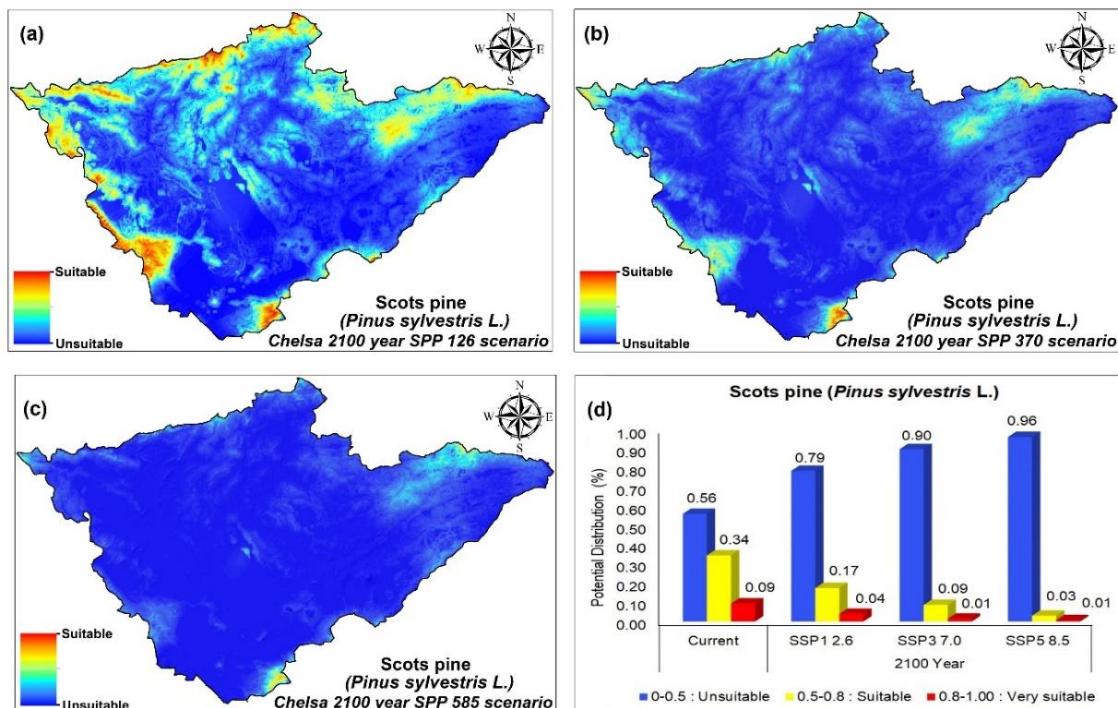 (a)
N
W E
S
Suitable
Unsuitable
Scots pine
(Pinus sylvestris L.)
Chelsa 2100 year SPP 126 scenario
(b)
N
W E
S
Suitable
Unsuitable
Scots pine
(Pinus sylvestris L.)
Chelsa 2100 year SPP 370 scenario
(c)
N
W E
S
Suitable
Unsuitable
Scots pine
(Pinus sylvestris L.)
Chelsa 2100 year SPP 585 scenario
(d)
Scots pine (Pinus sylvestris L.)
Potential Distribution (%)
1.00
0.90
0.80
0.70
0.60
0.50
0.40
0.30
0.20
0.10
0.00
0.56
0.34
0.09
0.79
0.17
0.04
0.90
0.09
0.01
0.96
0.03
0.01
Current SSP1 2.6 SSP3 7.0 SSP5 8.5
2100 Year
0-0.5 : Unsuitable 0.5-0.8 : Suitable 0.8-1.00 : Very suitable